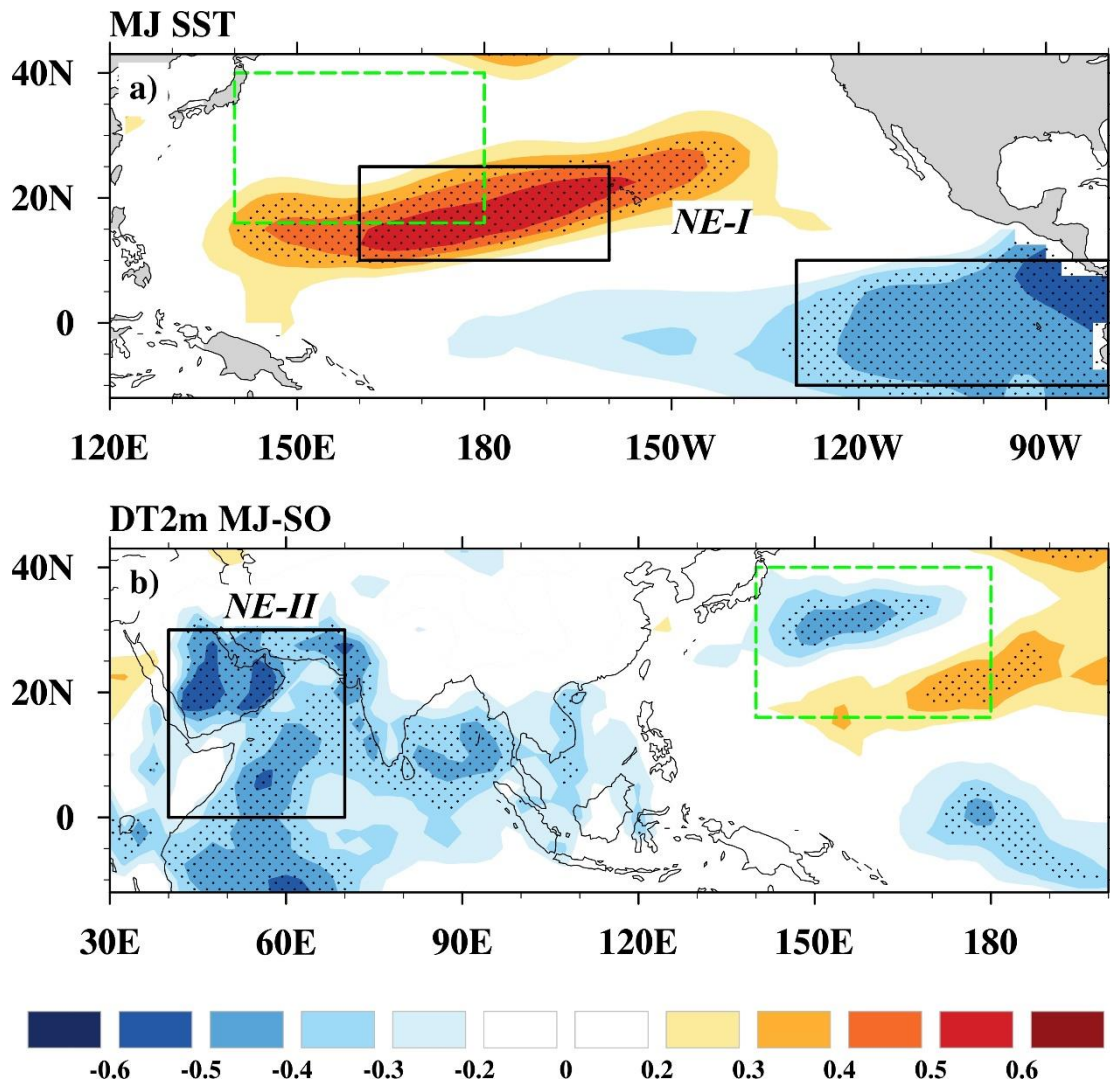 MJ SST
40N
a)
20N
NE-I
0
120E 150E 180 150W 120W 90W
DT2m MJ-SO
40N
b)
NE-II
20N
0
30E 60E 90E 120E 150E 180
-0.6 -0.5 -0.4 -0.3 -0.2 0 0.2 0.3 0.4 0.5 0.6